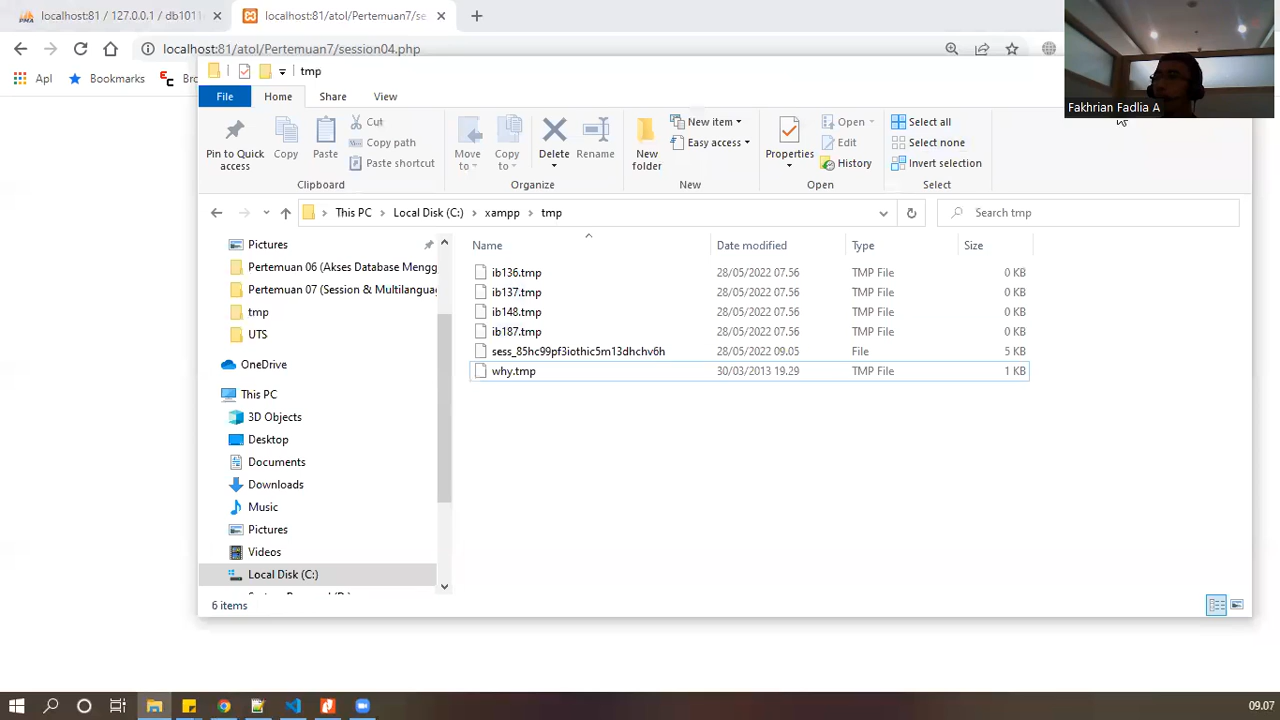 localhost:81 / 127.0.0.1 / db1011
localhost:81/atol/Pertemuan7/se
localhost:81/atol/Pertemuan7/session04.php
Apl
Bookmarks
Fakhrian Fadlia A
tmp
File
Home
Share
View
Pin to Quick access
Copy
Paste
Cut
Copy path
Paste shortcut
Clipboard
Move to
Copy to
Delete
Rename
Organize
New folder
New item
Easy access
New
Properties
Open
Edit
History
Open
Select all
Select none
Invert selection
Select
This PC
Local Disk (C:)
xampp
tmp
Search tmp
Pictures
Pertemuan 06 (Akses Database Mengg
Pertemuan 07 (Session & Multilangua
tmp
UTS
OneDrive
This PC
3D Objects
Desktop
Documents
Downloads
Music
Pictures
Videos
Local Disk (C:)
Name Date modified Type Size
ib136.tmp 28/05/2022 07.56 TMP File 0 KB
ib137.tmp 28/05/2022 07.56 TMP File 0 KB
ib148.tmp 28/05/2022 07.56 TMP File 0 KB
ib187.tmp 28/05/2022 07.56 TMP File 0 KB
sess_85hc99pf3iothic5m13dhchv6h 28/05/2022 09.05 File 5 KB
why.tmp 30/03/2013 19.29 TMP File 1 KB
6 items
09.07